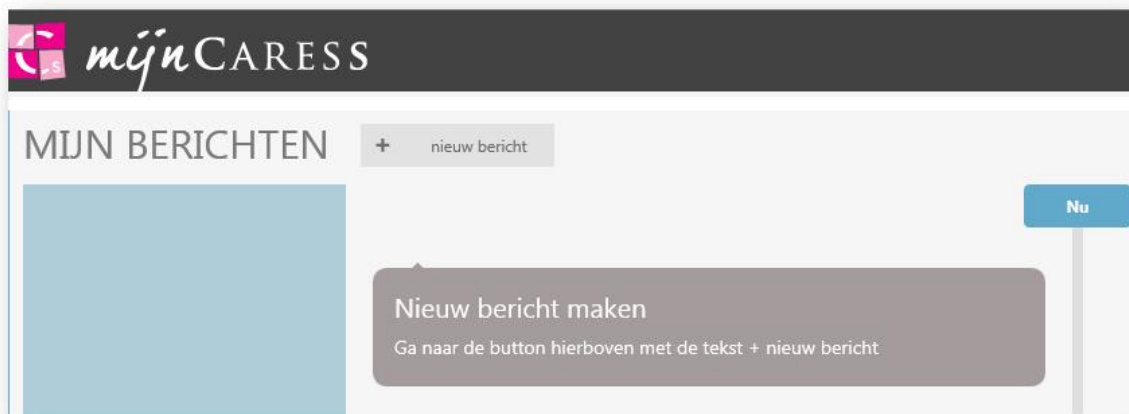 mijnCARESS
MIJN BERICHTEN
+ nieuw bericht
Nu
Nieuw bericht maken
Ga naar de button hierboven met de tekst + nieuw bericht